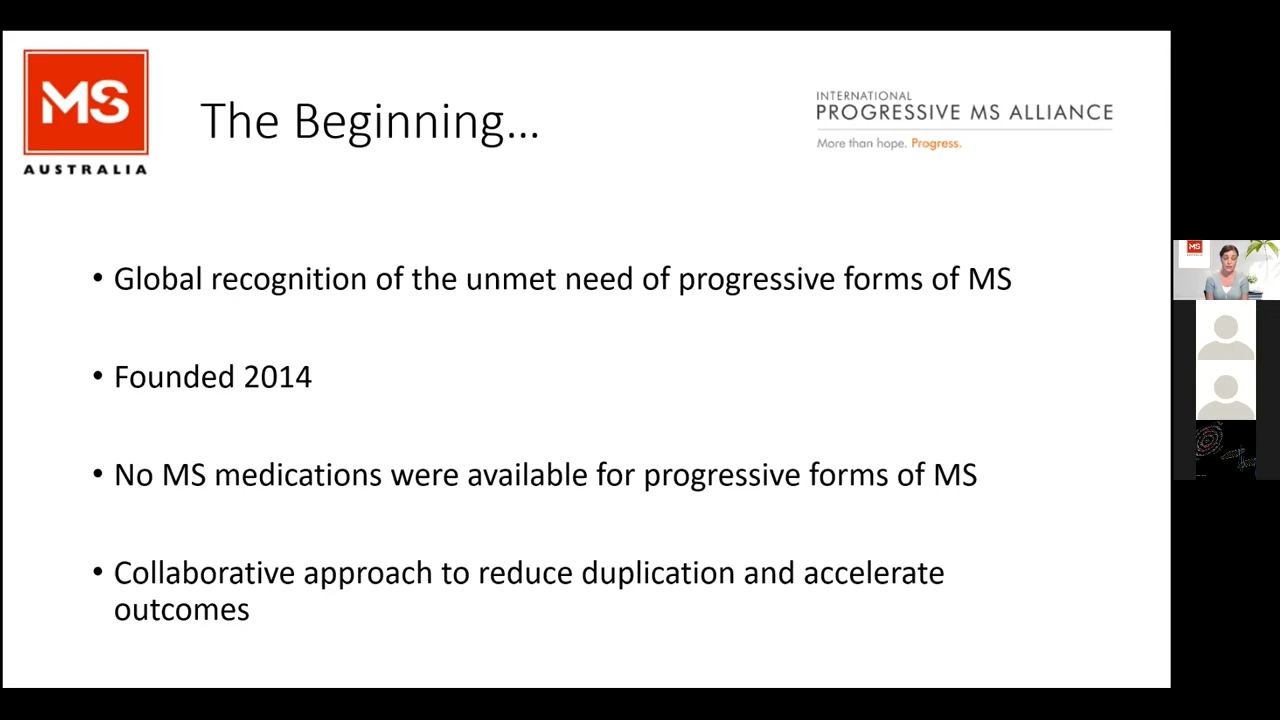 MS
AUSTRALIA
The Beginning...
INTERNATIONAL
PROGRESSIVE MS ALLIANCE
More than hope. Progress.
• Global recognition of the unmet need of progressive forms of MS
• Founded 2014
• No MS medications were available for progressive forms of MS
• Collaborative approach to reduce duplication and accelerate
outcomes
MS